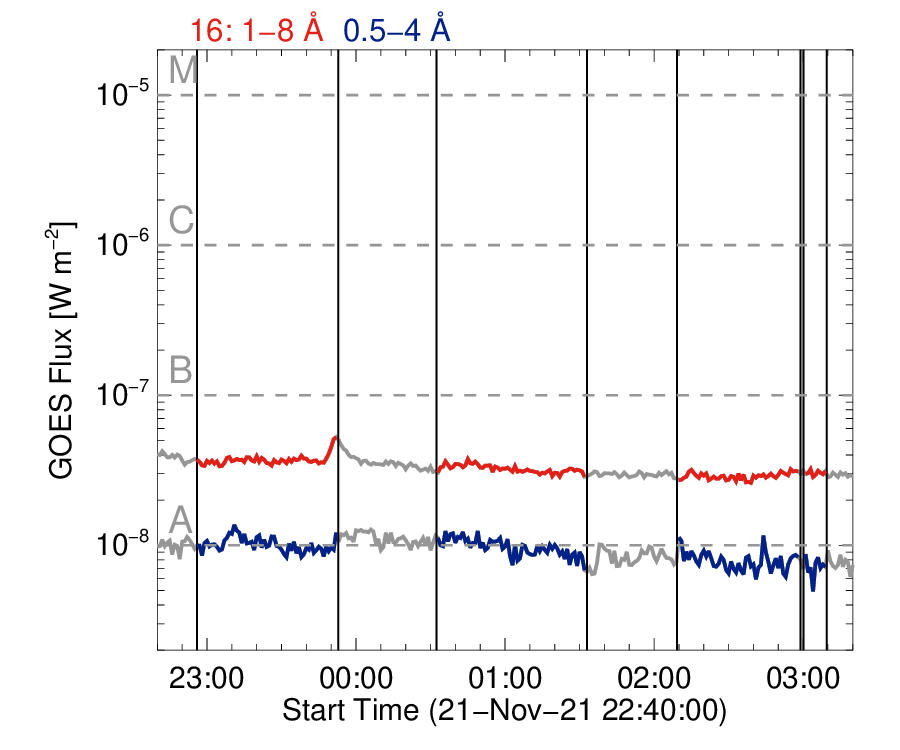 16: 1−8 Å 0.5−4 Å
M
10⁻⁵
C
10⁻⁶
B
10⁻⁷
A
10⁻⁸
GOES Flux [W m⁻²]
23:00 00:00 01:00 02:00 03:00
Start Time (21−Nov−21 22:40:00)